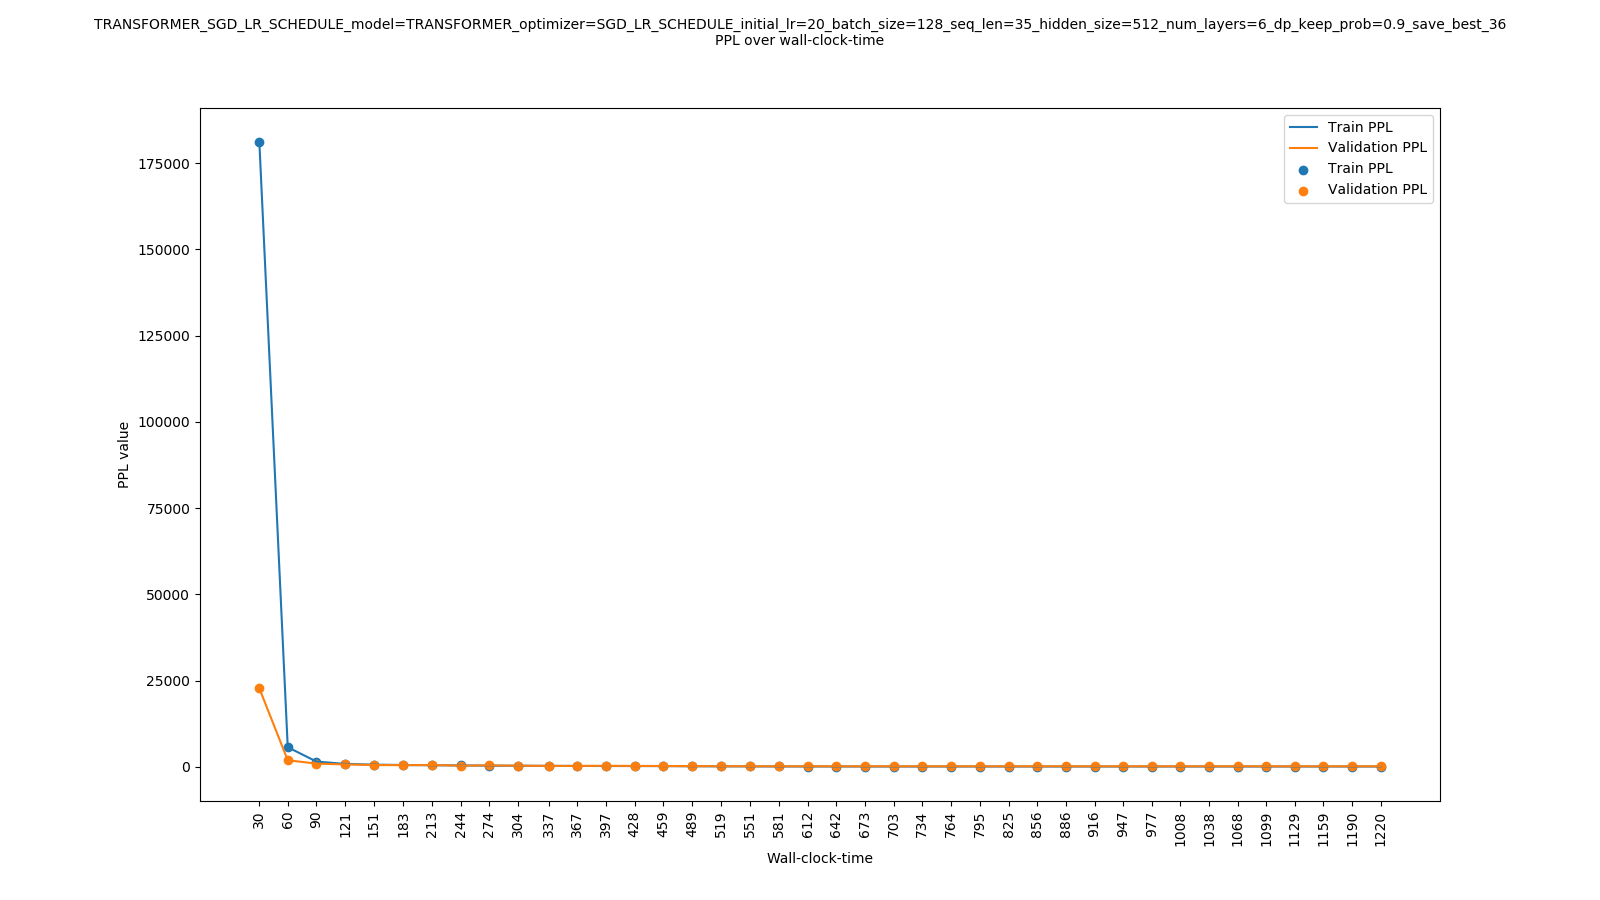 TRANSFORMER_SGD_LR_SCHEDULE_model=TRANSFORMER_optimizer=SGD_LR_SCHEDULE_initial_lr=20_batch_size=128_seq_len=35_hidden_size=512_num_layers=6_dp_keep_prob=0.9_save_best_36
PPL over wall-clock-time
Train PPL
Validation PPL
Train PPL
Validation PPL
175000
150000
125000
100000
75000
50000
25000
0
PPL value
30 60 90 121 151 183 213 244 274 304 337 367 397 428 459 489 519 551 581 612 642 673 703 734 764 795 825 856 886 916 947 977 1008 1038 1068 1099 1129 1159 1190 1220
Wall-clock-time